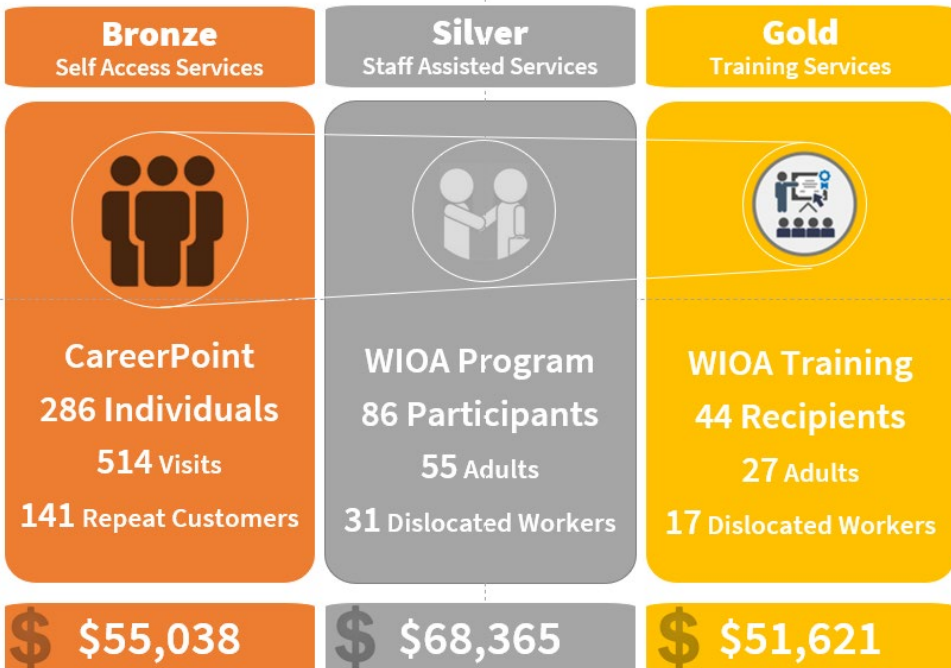 Bronze
Self Access Services
CareerPoint
286 Individuals
514 Visits
141 Repeat Customers
$ $55,038
Silver
Staff Assisted Services
WIOA Program
86 Participants
55 Adults
31 Dislocated Workers
$ $68,365
Gold
Training Services
WIOA Training
44 Recipients
27 Adults
17 Dislocated Workers
$ $51,621